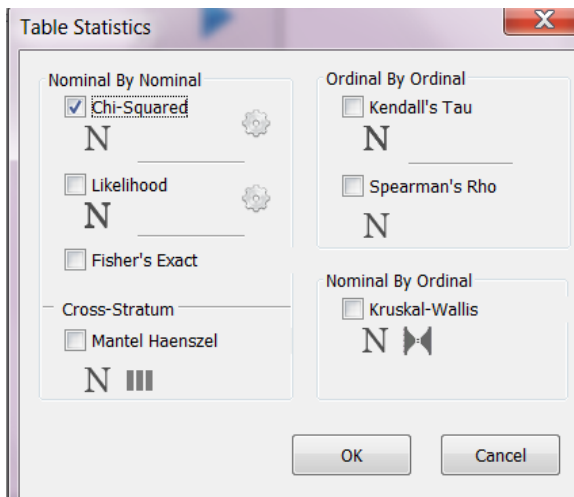 Table Statistics
X
Nominal By Nominal
Chi-Squared
N
Likelihood
N
Fisher's Exact
Cross-Stratum
Mantel Haenszel
N
Ordinal By Ordinal
Kendall's Tau
N
Spearman's Rho
N
Nominal By Ordinal
Kruskal-Wallis
N
OK
Cancel